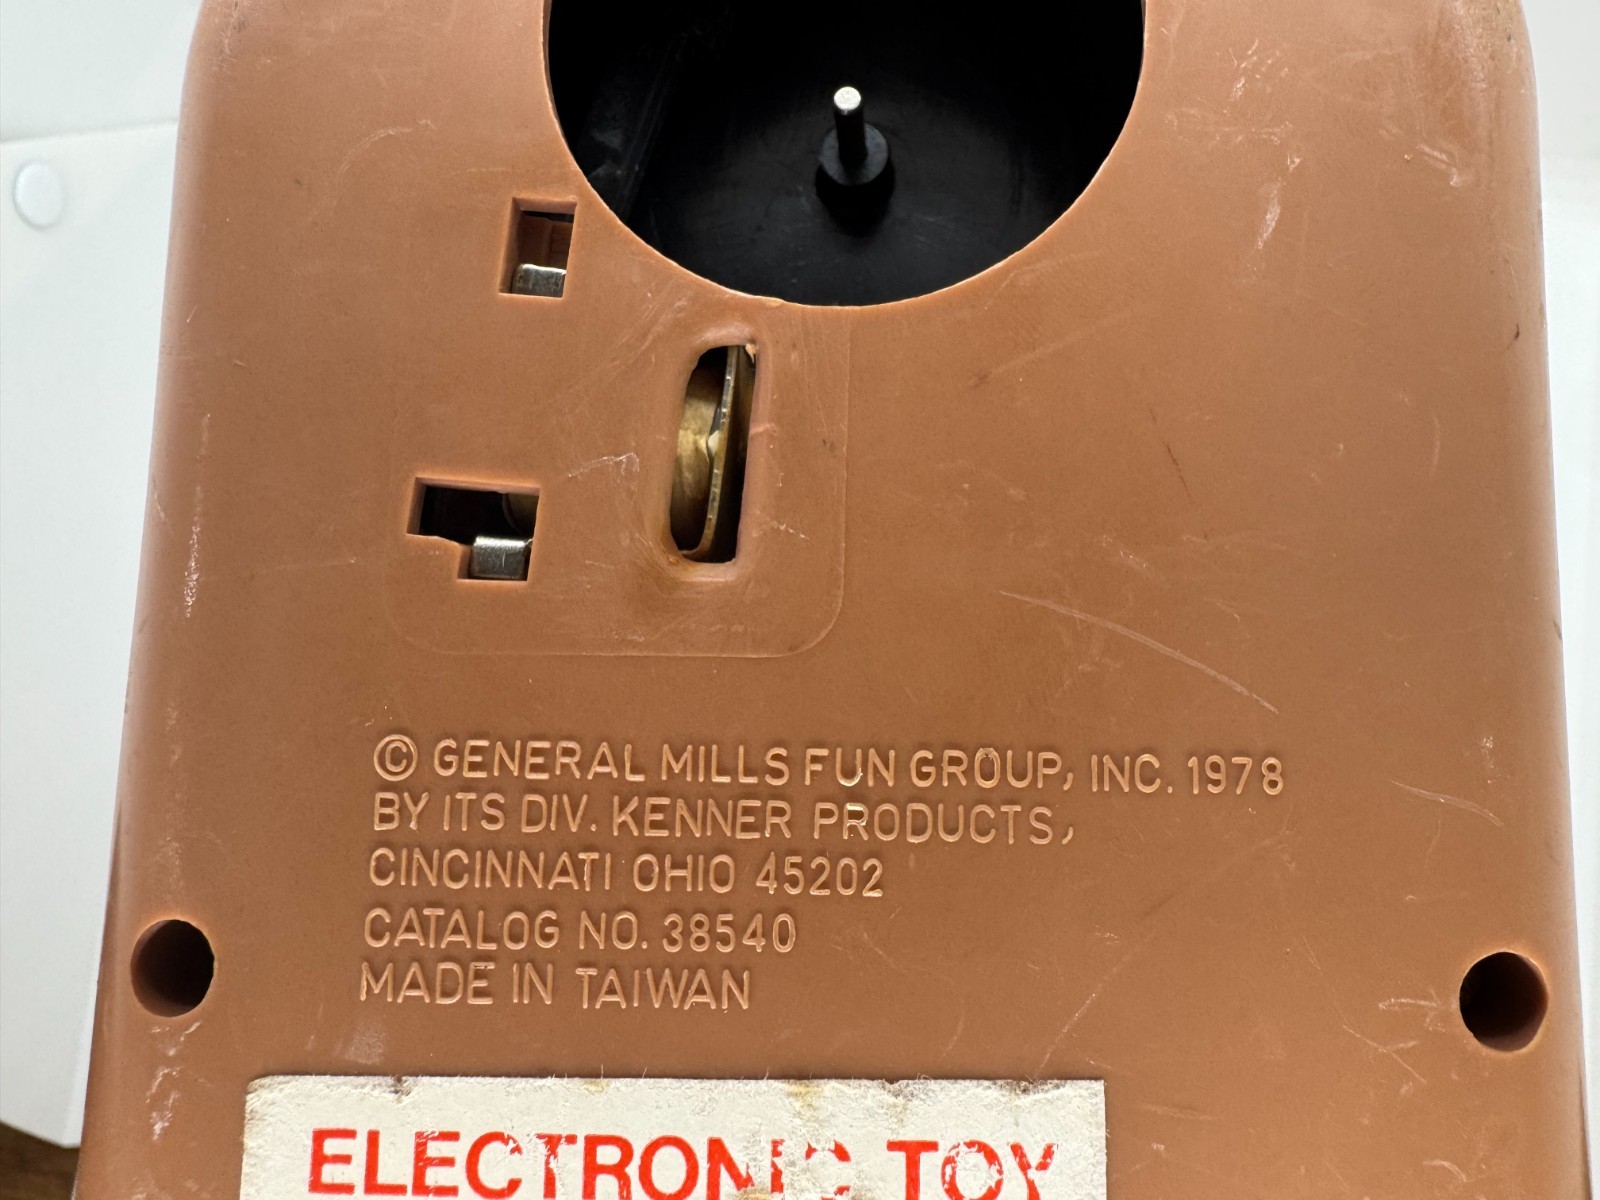 © GENERAL MILLS FUN GROUP, INC. 1978
BY ITS DIV. KENNER PRODUCTS,
CINCINNATI OHIO 45202
CATALOG NO. 38540
MADE IN TAIWAN
ELECTRONIC TOY